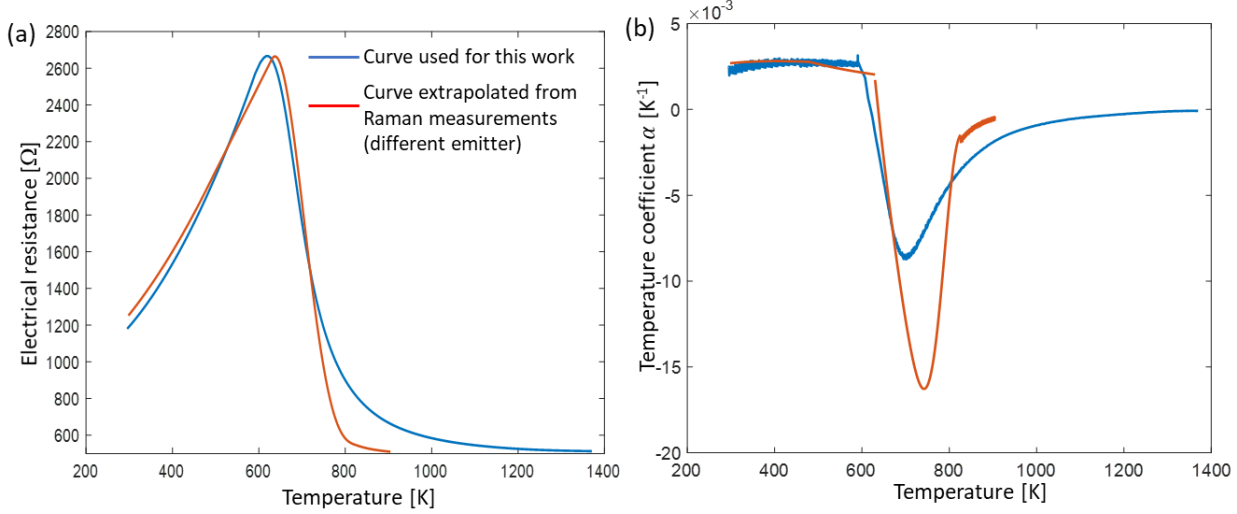 (a)
Electrical resistance [Ω]
2800
2600
2400
2200
2000
1800
1600
1400
1200
1000
800
600
200 400 600 800 1000 1200 1400
Temperature [K]
Curve used for this work
Curve extrapolated from
Raman measurements
(different emitter)
(b)
×10⁻³
Temperature coefficient α [K⁻¹]
5
0
-5
-10
-15
-20
200 400 600 800 1000 1200 1400
Temperature [K]